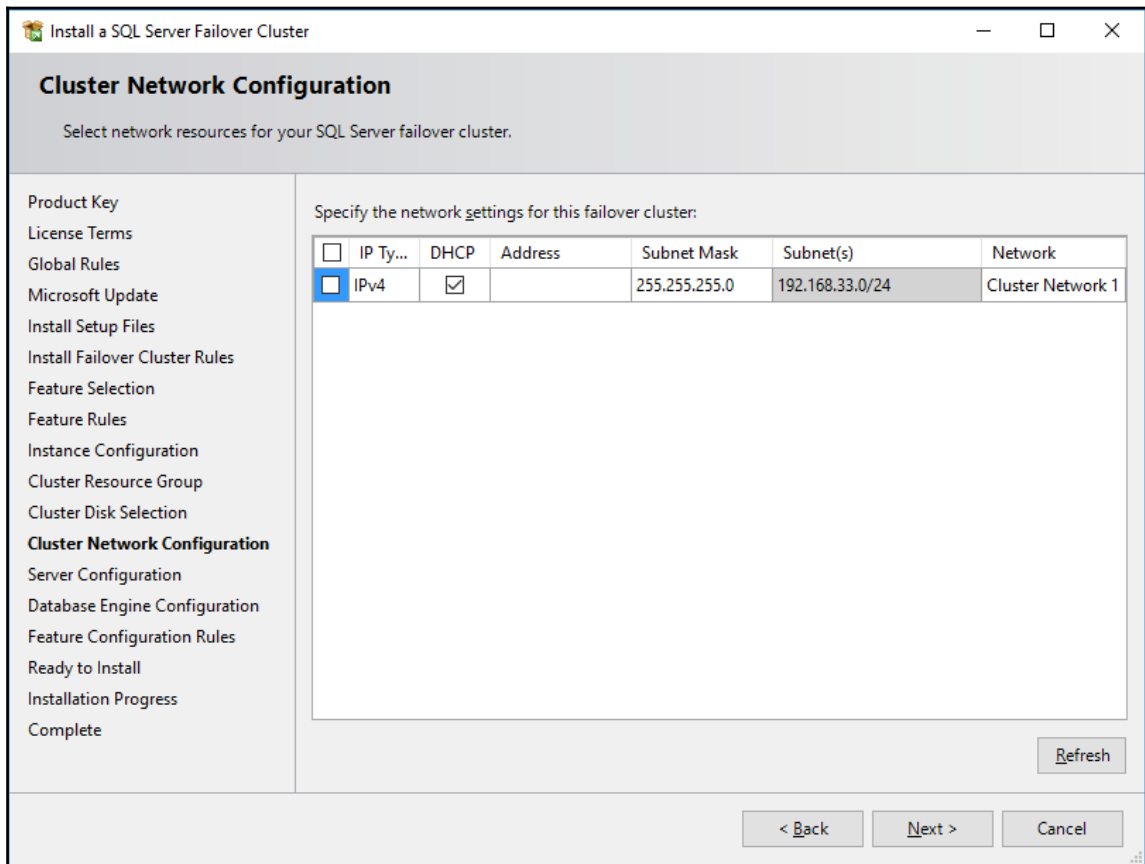 Install a SQL Server Failover Cluster
Cluster Network Configuration
Select network resources for your SQL Server failover cluster.
Product Key
License Terms
Global Rules
Microsoft Update
Install Setup Files
Install Failover Cluster Rules
Feature Selection
Feature Rules
Instance Configuration
Cluster Resource Group
Cluster Disk Selection
Cluster Network Configuration
Server Configuration
Database Engine Configuration
Feature Configuration Rules
Ready to Install
Installation Progress
Complete
Specify the network settings for this failover cluster:
IP Ty... DHCP Address Subnet Mask Subnet(s) Network
IPv4 255.255.255.0 192.168.33.0/24 Cluster Network 1
Refresh
< Back Next > Cancel